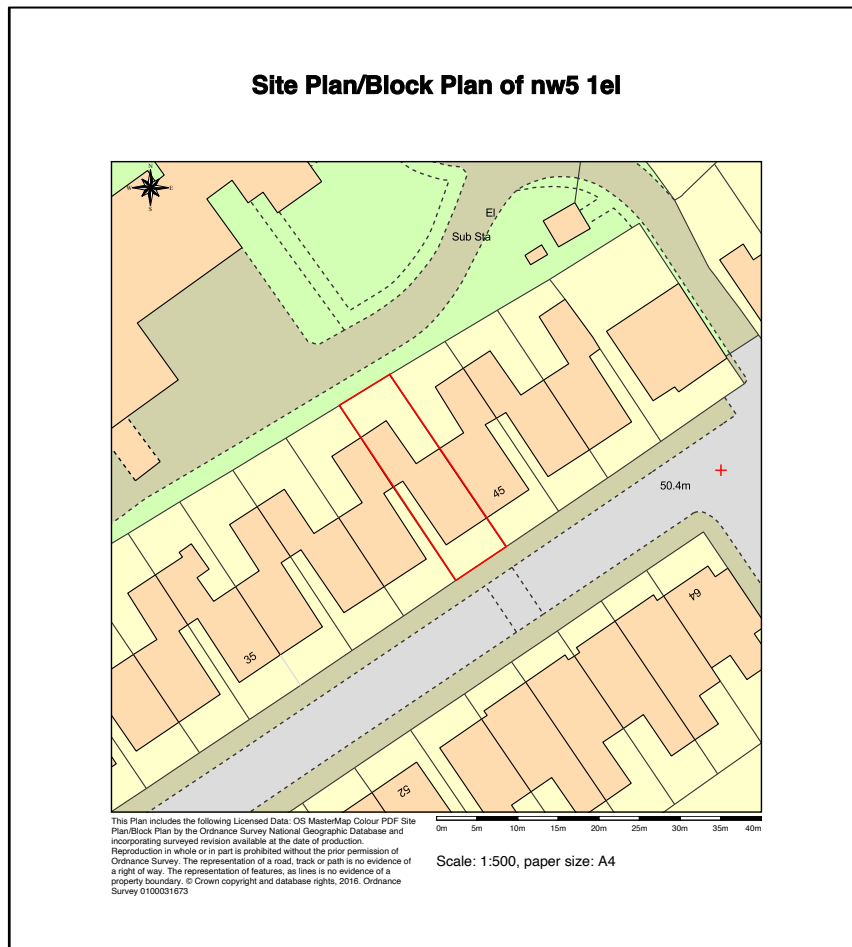 Site Plan/Block Plan of nw5 1el
N
W E
S
El
Sub Sta
50.4m
45
64
35
52
This Plan includes the following Licensed Data: OS MasterMap Colour PDF Site
Plan/Block Plan by the Ordnance Survey National Geographic Database and
incorporating surveyed revision available at the date of production.
Reproduction in whole or in part is prohibited without the prior permission of
Ordnance Survey. The representation of a road, track or path is no evidence of
a right of way. The representation of features, as lines is no evidence of a
property boundary. © Crown copyright and database rights, 2016. Ordnance
Survey 0100031673
0m 5m 10m 15m 20m 25m 30m 35m 40m
Scale: 1:500, paper size: A4